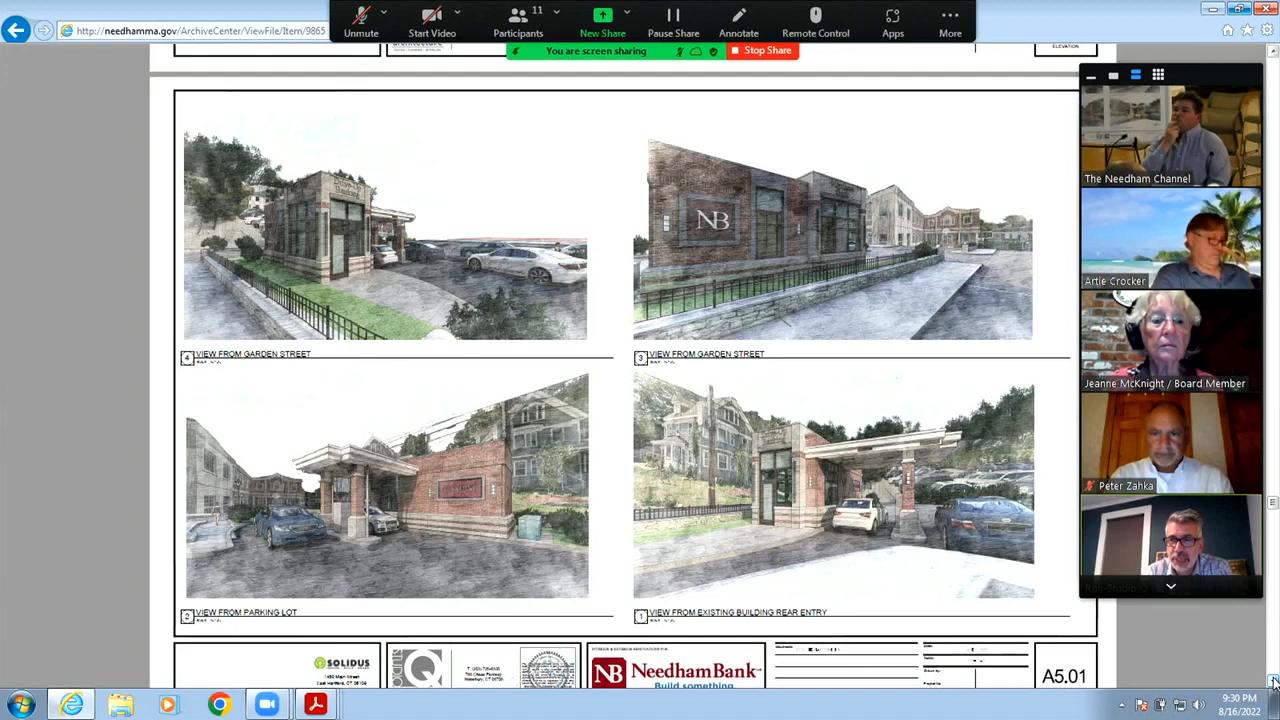 http://needhamma.gov/ArchiveCenter/ViewFile/Item/9865
Unmute
Start Video
11
Participants
New Share
Pause Share
Annotate
Remote Control
Apps
More
You are screen sharing
Stop Share
architecture
ELEVATION
The Needham Channel
Artie Crocker
Jeanne McKnight / Board Member
Peter Zahka
NB
4 VIEW FROM GARDEN STREET
3 VIEW FROM GARDEN STREET
2 VIEW FROM PARKING LOT
1 VIEW FROM EXISTING BUILDING REAR ENTRY
SOLIDUS
NB NeedhamBank
Build something.
A5.01
9:30 PM
8/16/2022